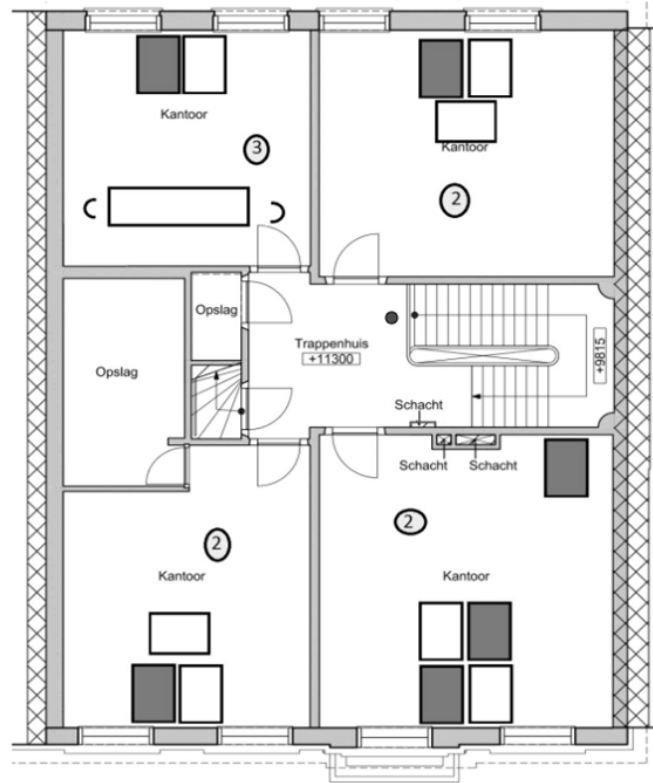 Kantoor
3
Kantoor
2
Opslag
Opslag
Trappenhuis
+11300
+9815
Schacht
Schacht
Schacht
2
Kantoor
2
Kantoor